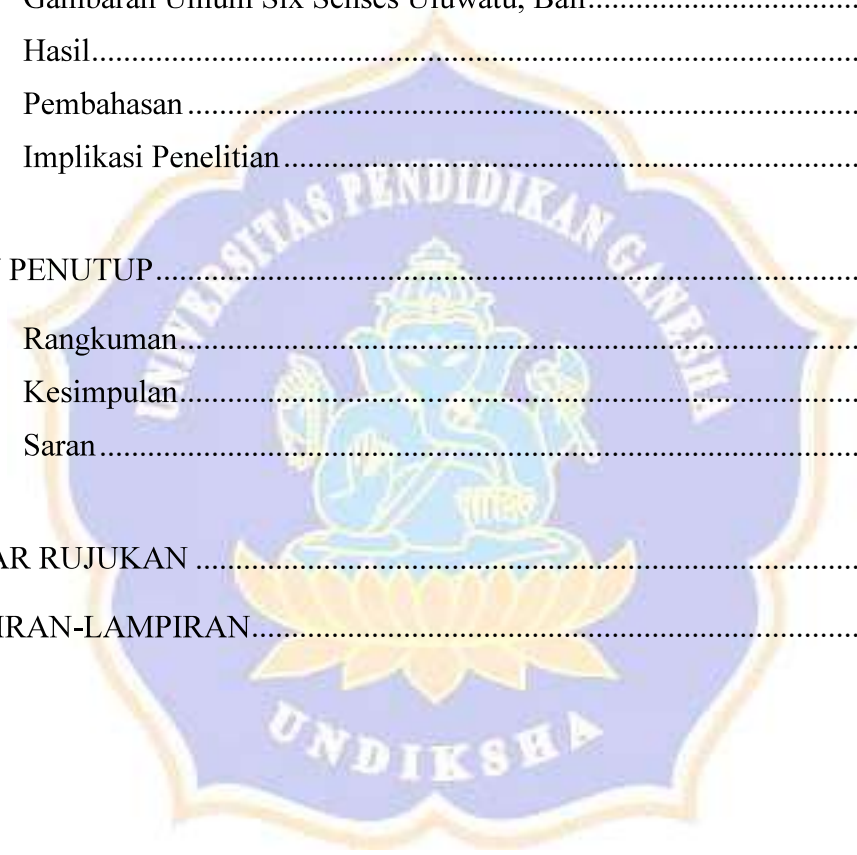 Gambaran Umum Six Senses Uluwatu, Bali..................................
Hasil................................................................................................
Pembahasan....................................................................................
Implikasi Penelitian........................................................................
PENUTUP........................................................................................
Rangkuman.....................................................................................
Kesimpulan.....................................................................................
Saran...............................................................................................
AR RUJUKAN...................................................................................
IRAN-LAMPIRAN............................................................................
UNIVERSITAS PENDIDIKAN GANESHA
UNDIKSHA